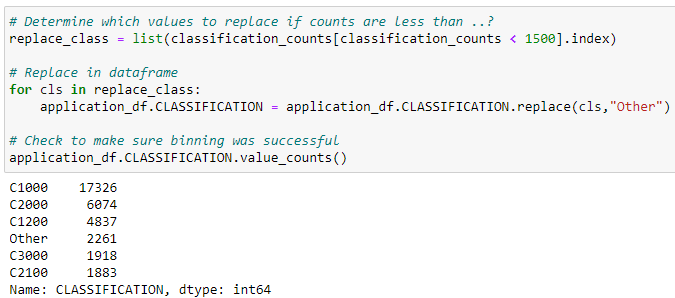 # Determine which values to replace if counts are less than ..?
replace_class = list(classification_counts[classification_counts < 1500].index)
# Replace in dataframe
for cls in replace_class:
    application_df.CLASSIFICATION = application_df.CLASSIFICATION.replace(cls,"Other")
# Check to make sure binning was successful
application_df.CLASSIFICATION.value_counts()
C1000    17326
C2000     6074
C1200     4837
Other     2261
C3000     1918
C2100     1883
Name: CLASSIFICATION, dtype: int64